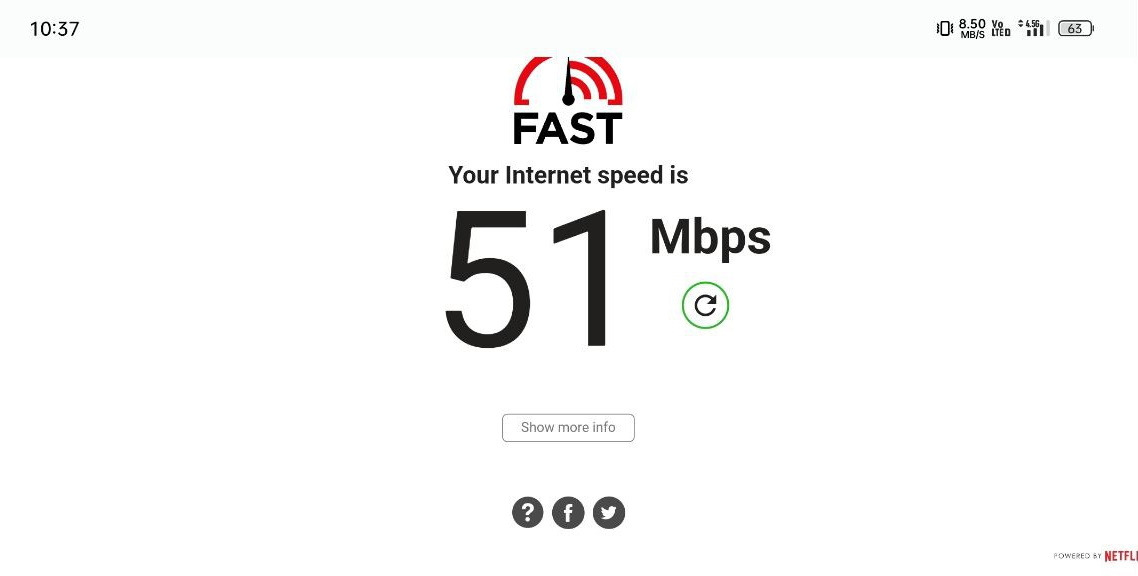 10:37
8.50
MB/S
Vo
LTED
4.5G
63
FAST
Your Internet speed is
51 Mbps
Show more info
POWERED BY NETFLI